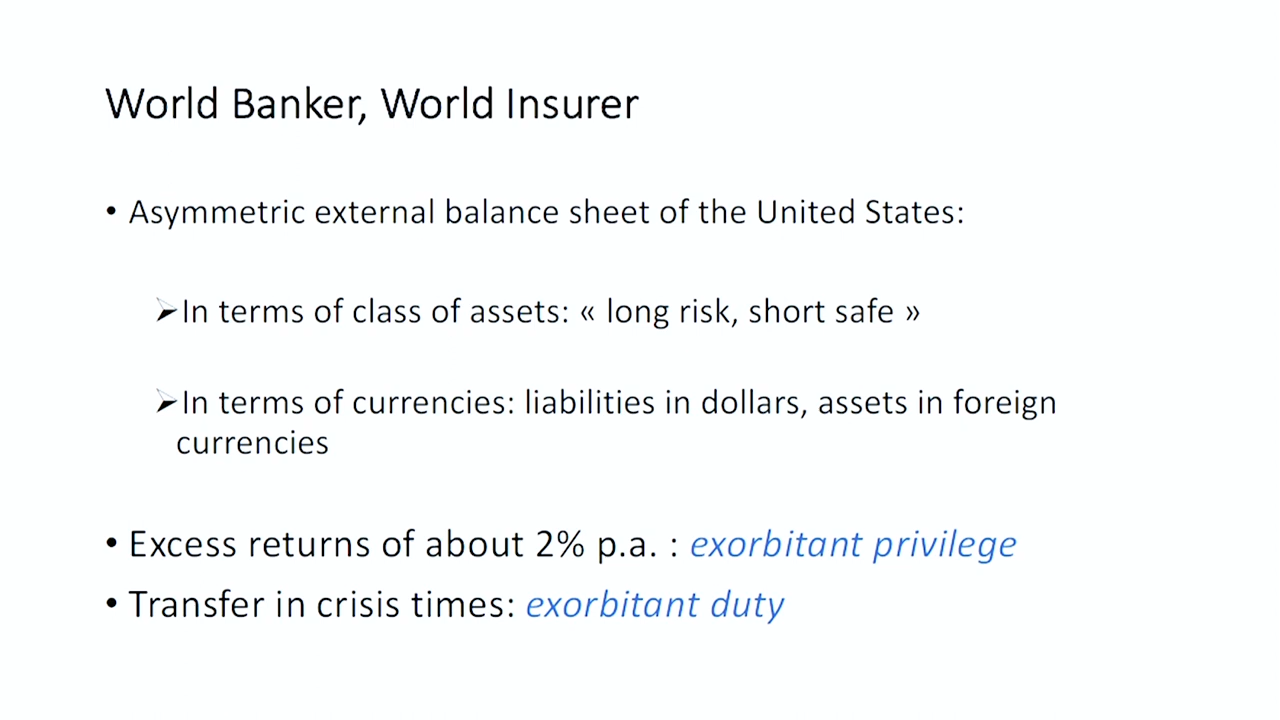 World Banker, World Insurer
• Asymmetric external balance sheet of the United States:
➢In terms of class of assets: « long risk, short safe »
➢In terms of currencies: liabilities in dollars, assets in foreign
currencies
• Excess returns of about 2% p.a. : exorbitant privilege
• Transfer in crisis times: exorbitant duty